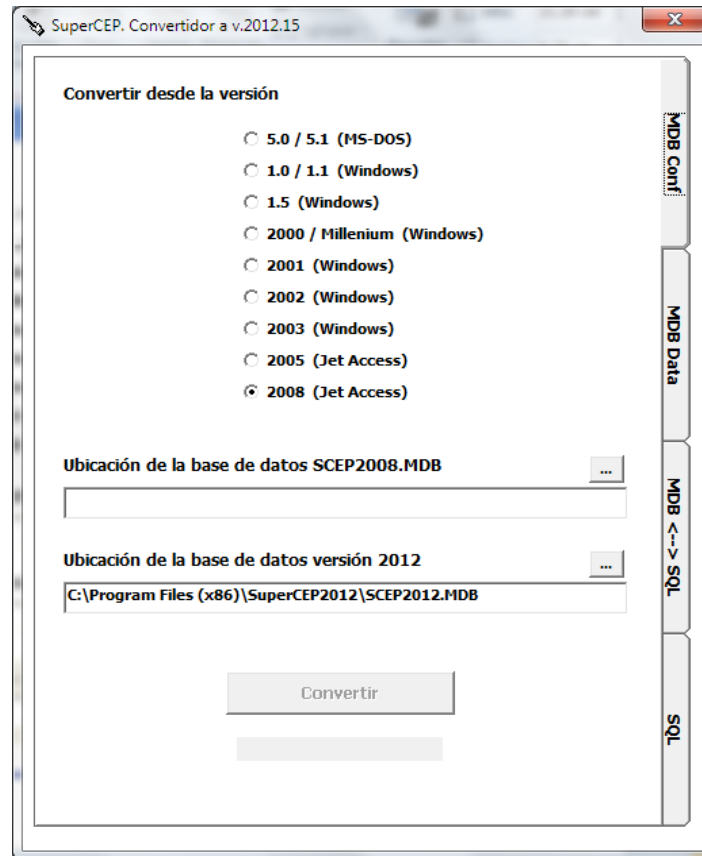 SuperCEP. Convertidor a v.2012.15
Convertir desde la versión
5.0 / 5.1 (MS-DOS)
1.0 / 1.1 (Windows)
1.5 (Windows)
2000 / Millenium (Windows)
2001 (Windows)
2002 (Windows)
2003 (Windows)
2005 (Jet Access)
2008 (Jet Access)
Ubicación de la base de datos SCEP2008.MDB
...
Ubicación de la base de datos versión 2012
...
C:\Program Files (x86)\SuperCEP2012\SCEP2012.MDB
Convertir
MDB Conf
MDB Data
MDB <--> SQL
SQL